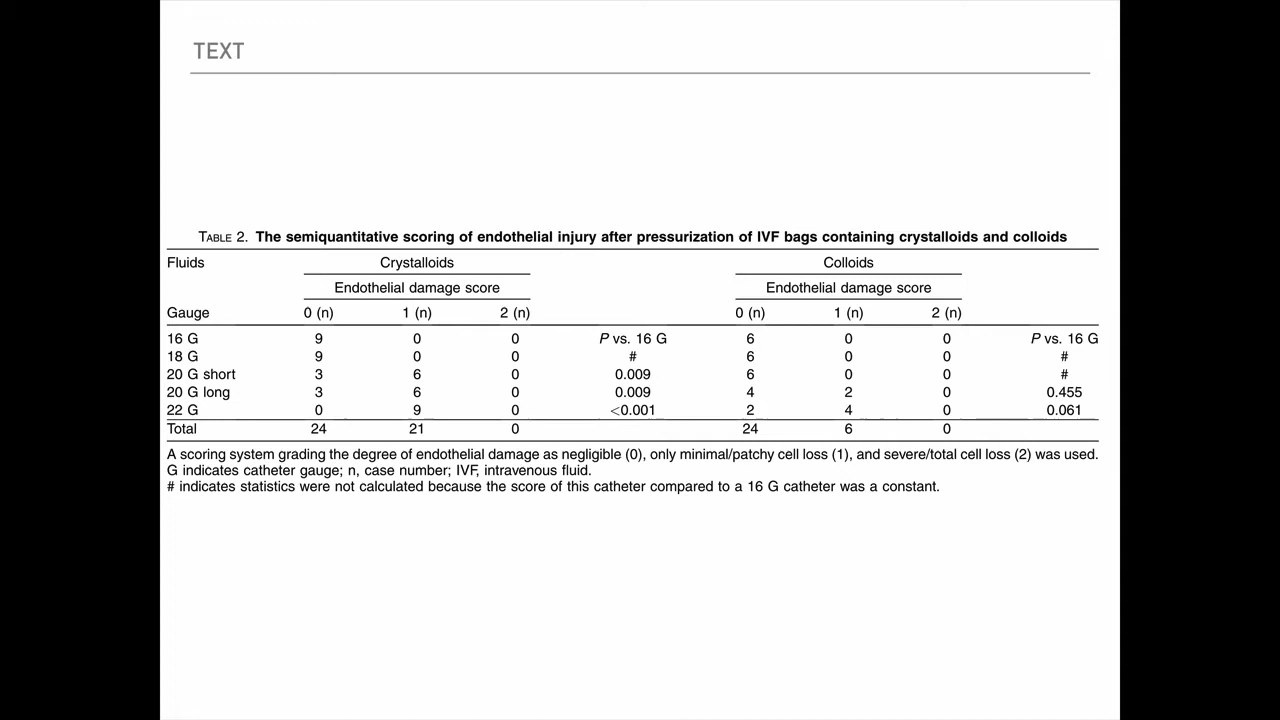 TEXT
TABLE 2. The semiquantitative scoring of endothelial injury after pressurization of IVF bags containing crystalloids and colloids
Fluids Crystalloids Colloids
Endothelial damage score Endothelial damage score
Gauge 0 (n) 1 (n) 2 (n) 0 (n) 1 (n) 2 (n)
16 G 9 0 0 P vs. 16 G 6 0 0 P vs. 16 G
18 G 9 0 0 # 6 0 0 #
20 G short 3 6 0 0.009 6 0 0 #
20 G long 3 6 0 0.009 4 2 0 0.455
22 G 0 9 0 <0.001 2 4 0 0.061
Total 24 21 0 24 6 0
A scoring system grading the degree of endothelial damage as negligible (0), only minimal/patchy cell loss (1), and severe/total cell loss (2) was used.
G indicates catheter gauge; n, case number; IVF, intravenous fluid.
# indicates statistics were not calculated because the score of this catheter compared to a 16 G catheter was a constant.